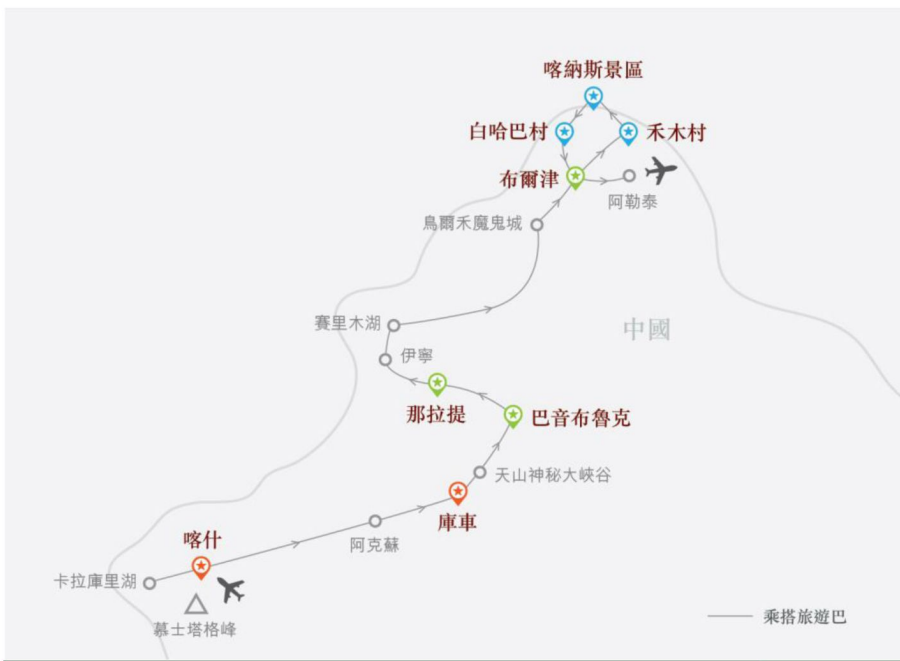 喀納斯景區
白哈巴村
禾木村
布爾津
阿勒泰
烏爾禾魔鬼城
賽里木湖
中國
伊寧
那拉提
巴音布魯克
天山神秘大峽谷
庫車
喀什
阿克蘇
卡拉庫里湖
慕士塔格峰
乘搭旅遊巴